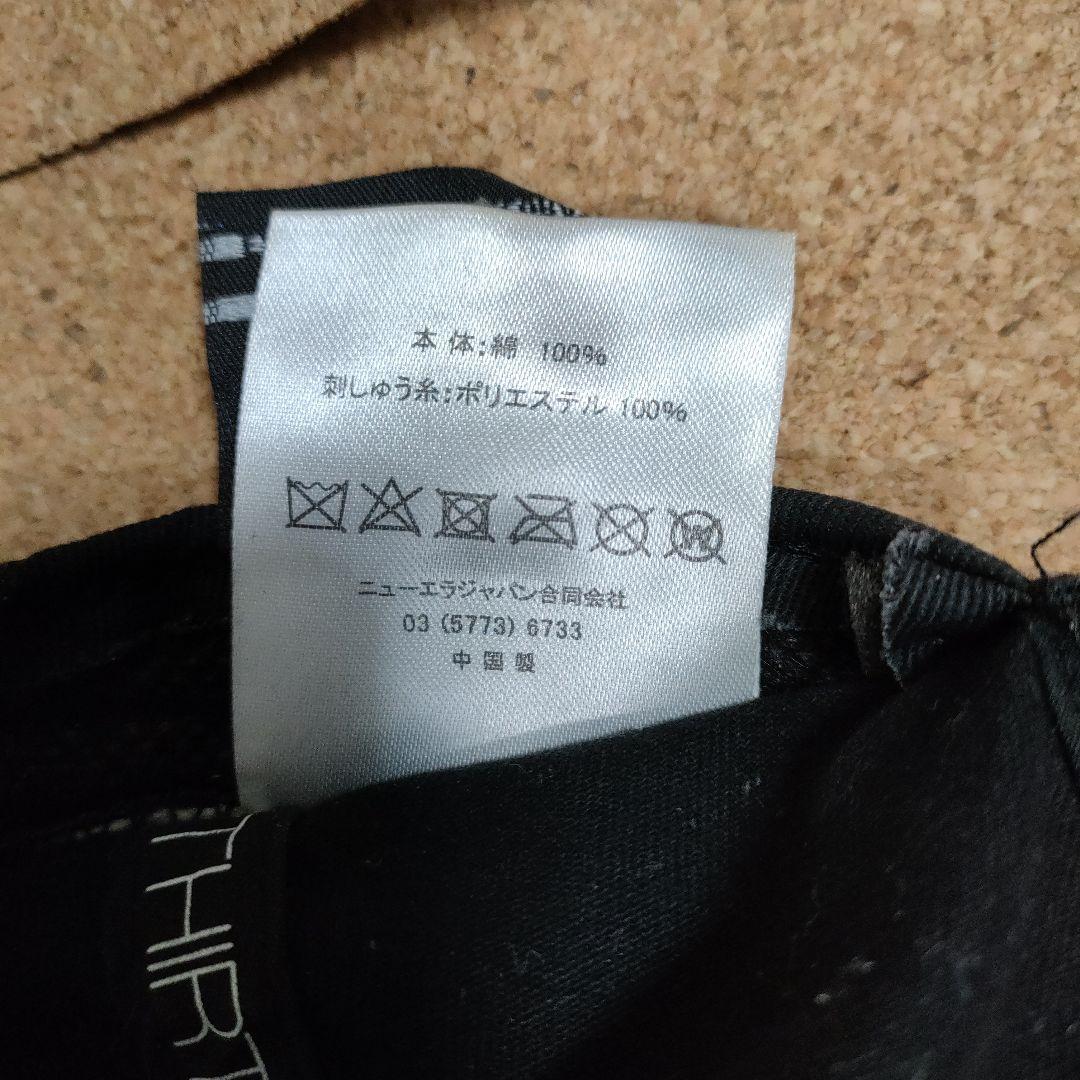 本体:綿 100%
刺しゅう糸:ポリエステル 100%
W
ニューエラジャパン合同会社
03 (5773) 6733
中国製
THIRT